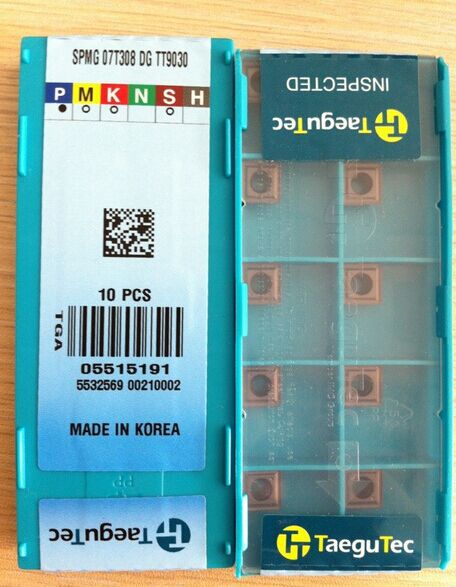 SPMG 07T308 DG TT9030
P M K N S H
10 PCS
TGA
05515191
5532569 00210002
MADE IN KOREA
TaeguTec
INSPECTED
TaeguTec
TaeguTec